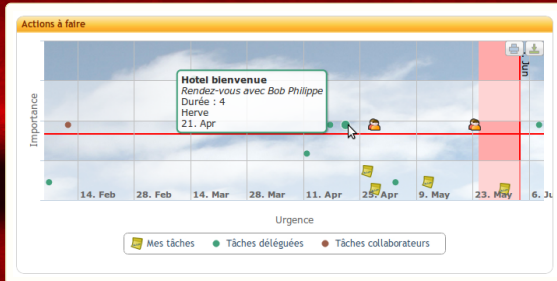 Actions à faire
Jun
Hotel bienvenue
Rendez-vous avec Bob Philippe
Durée : 4
Herve
21. Apr
Importance
14. Feb 28. Feb 14. Mar 28. Mar 11. Apr 25. Apr 9. May 23. May 6. Ju
Urgence
Mes tâches Tâches déléguées Tâches collaborateurs